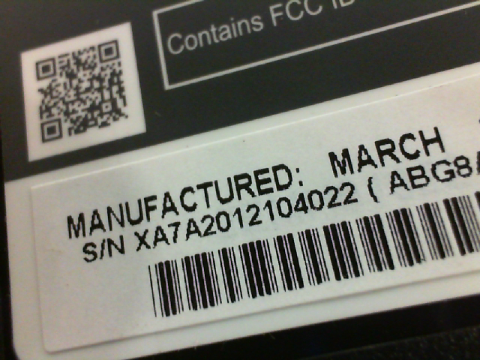 Contains FCC ID
MANUFACTURED: MARCH
S/N XA7A2012104022 ( ABG8